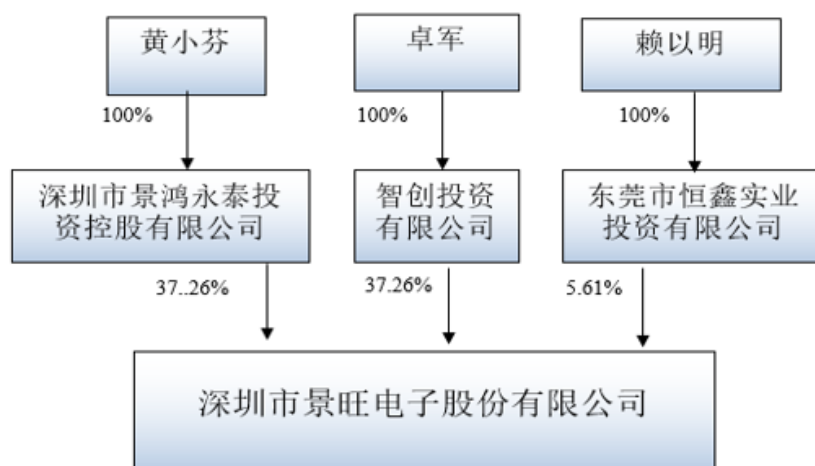 黄小芬
卓军
赖以明
100%
100%
100%
深圳市景鸿永泰投
资控股有限公司
智创投资
有限公司
东莞市恒鑫实业
投资有限公司
37..26%
37.26%
5.61%
深圳市景旺电子股份有限公司